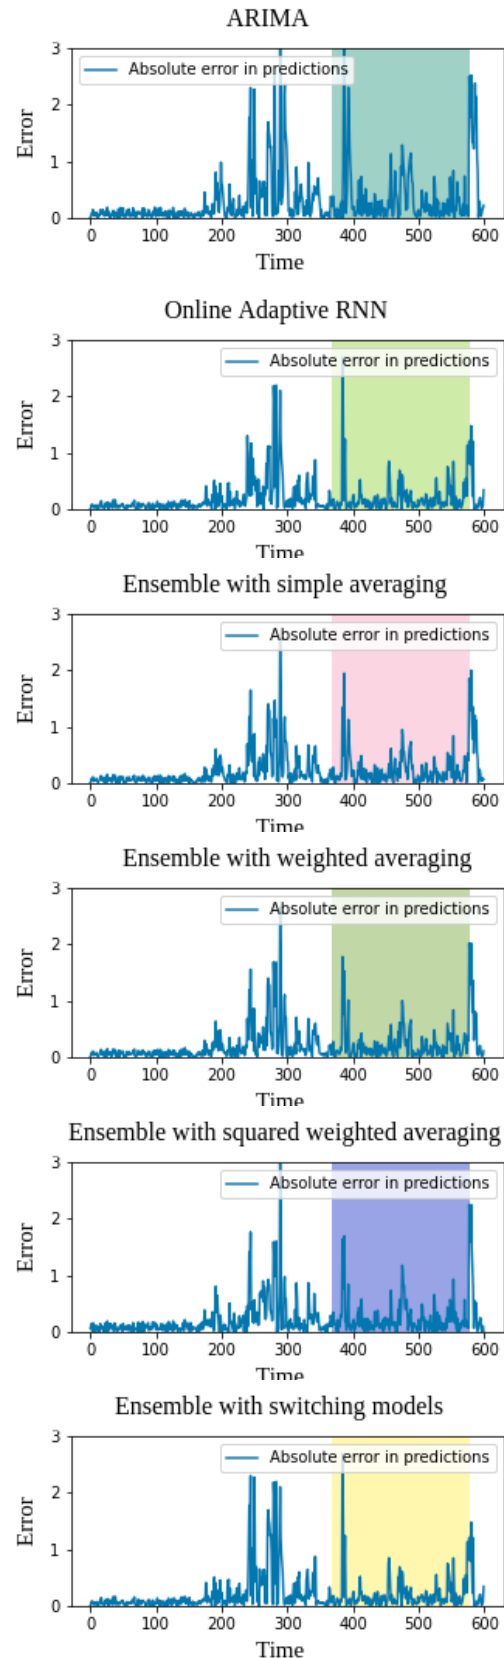 ARIMA
3
Absolute error in predictions
2
Error
1
0
0 100 200 300 400 500 600
Time
Online Adaptive RNN
3
Absolute error in predictions
2
Error
1
0
0 100 200 300 400 500 600
Time
Ensemble with simple averaging
3
Absolute error in predictions
2
Error
1
0
0 100 200 300 400 500 600
Time
Ensemble with weighted averaging
3
Absolute error in predictions
2
Error
1
0
0 100 200 300 400 500 600
Time
Ensemble with squared weighted averaging
3
Absolute error in predictions
2
Error
1
0
0 100 200 300 400 500 600
Time
Ensemble with switching models
3
Absolute error in predictions
2
Error
1
0
0 100 200 300 400 500 600
Time